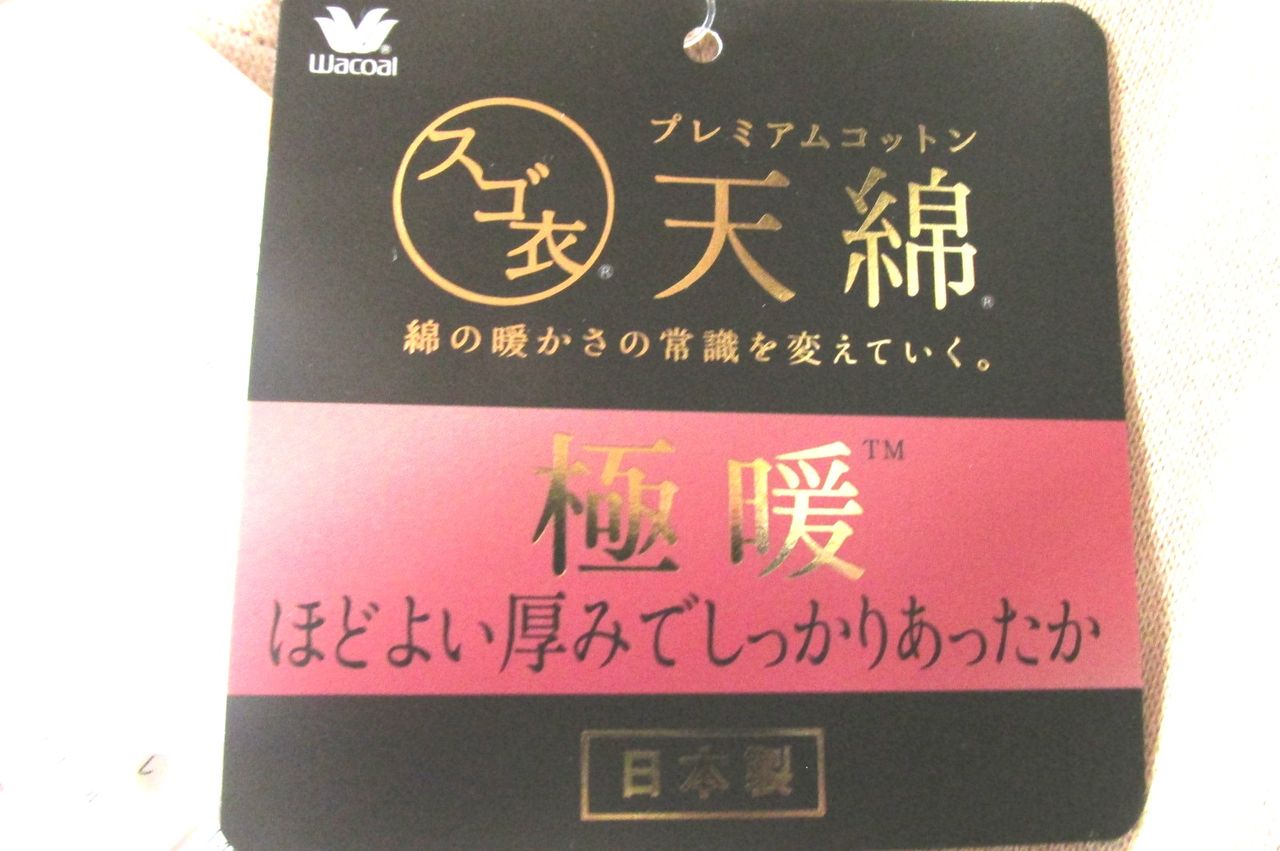 Wacoal®
スゴ衣®
プレミアムコットン
天綿®
綿の暖かさの常識を変えていく。
極暖™
ほどよい厚みでしっかりあったか
日本製